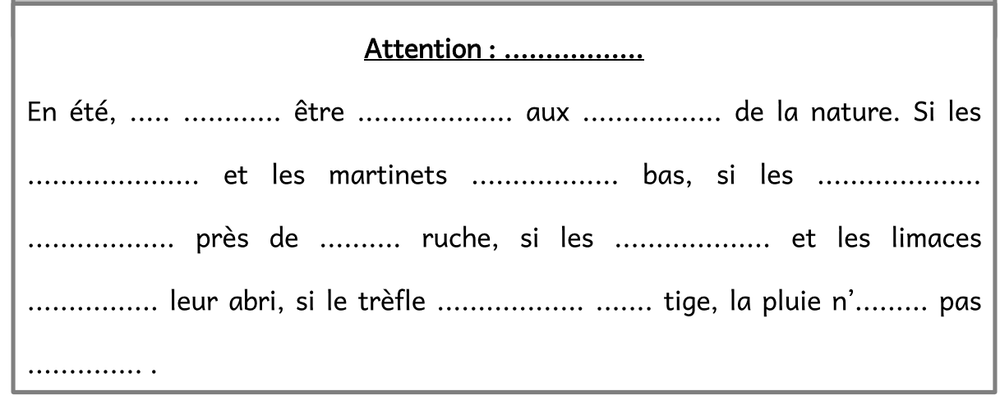 Attention : .................
En été, ..... ............ être ................... aux ................. de la nature. Si les
..................... et les martinets .................. bas, si les ....................
.................. près de .......... ruche, si les ................... et les limaces
................ leur abri, si le trèfle .................. ....... tige, la pluie n’......... pas
.............. .